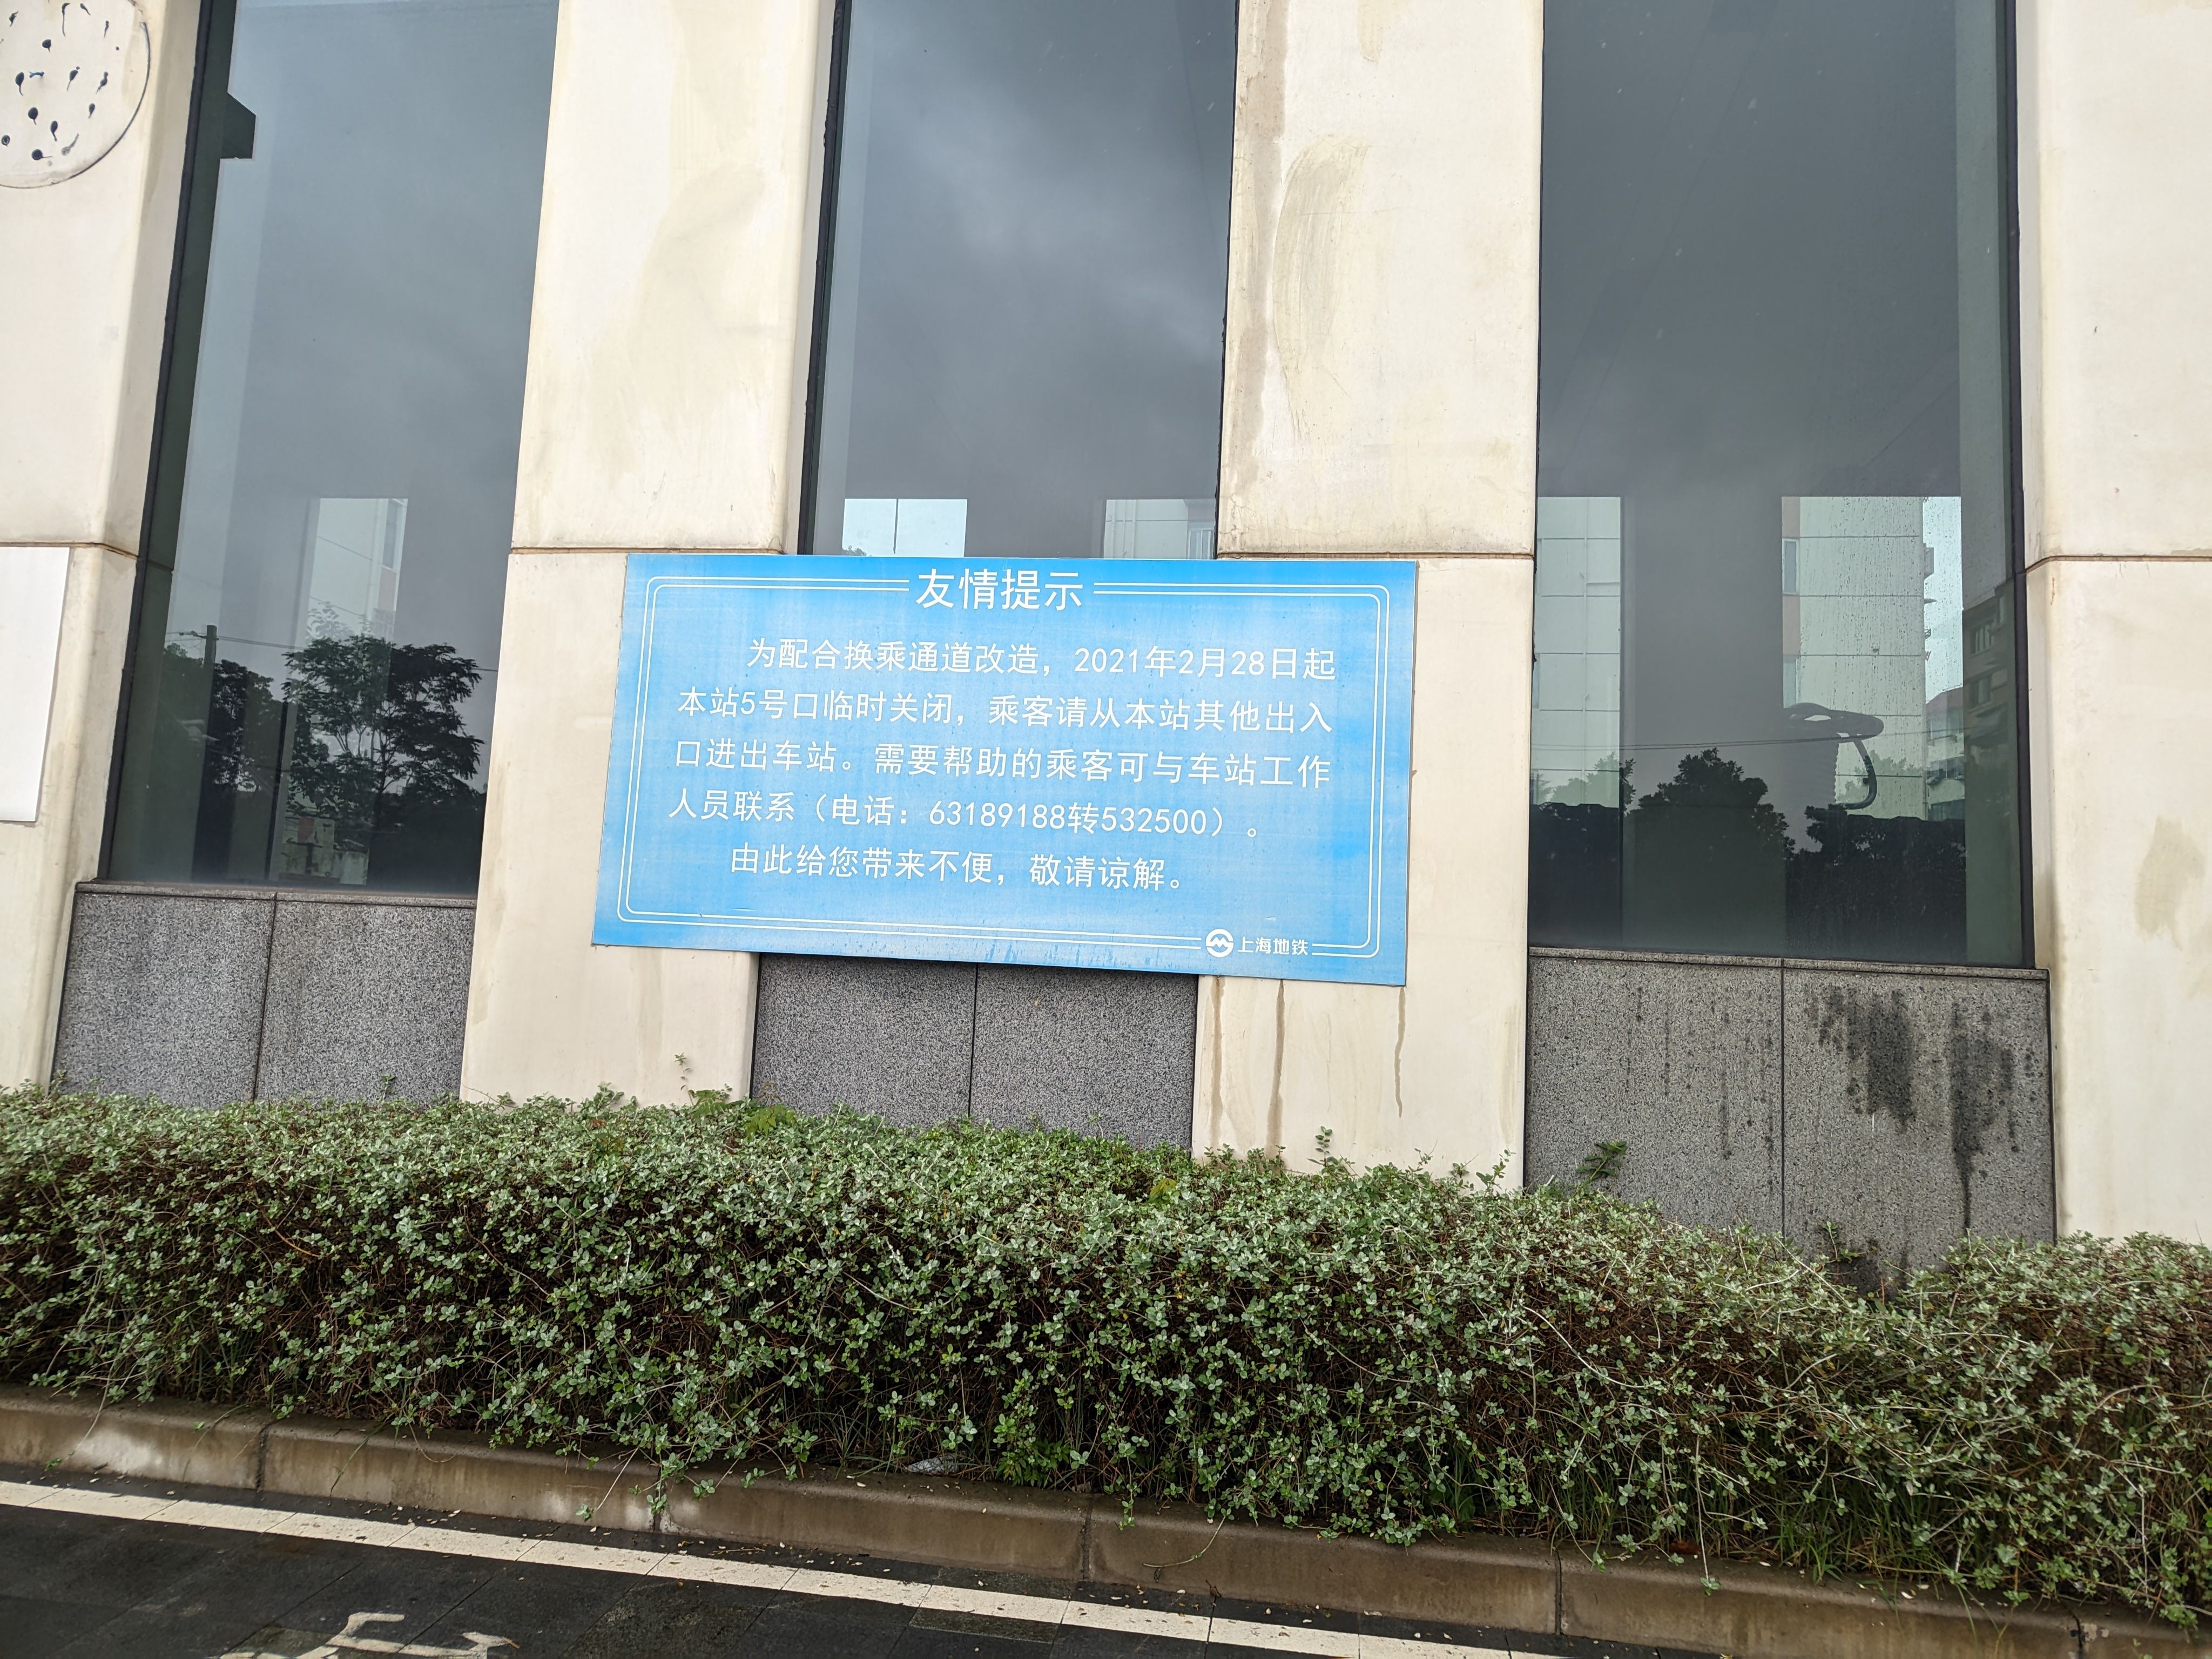 友情提示
为配合换乘通道改造，2021年2月28日起
本站5号口临时关闭，乘客请从本站其他出入
口进出车站。需要帮助的乘客可与车站工作
人员联系（电话：63189188转532500）。
由此给您带来不便，敬请谅解。
上海地铁